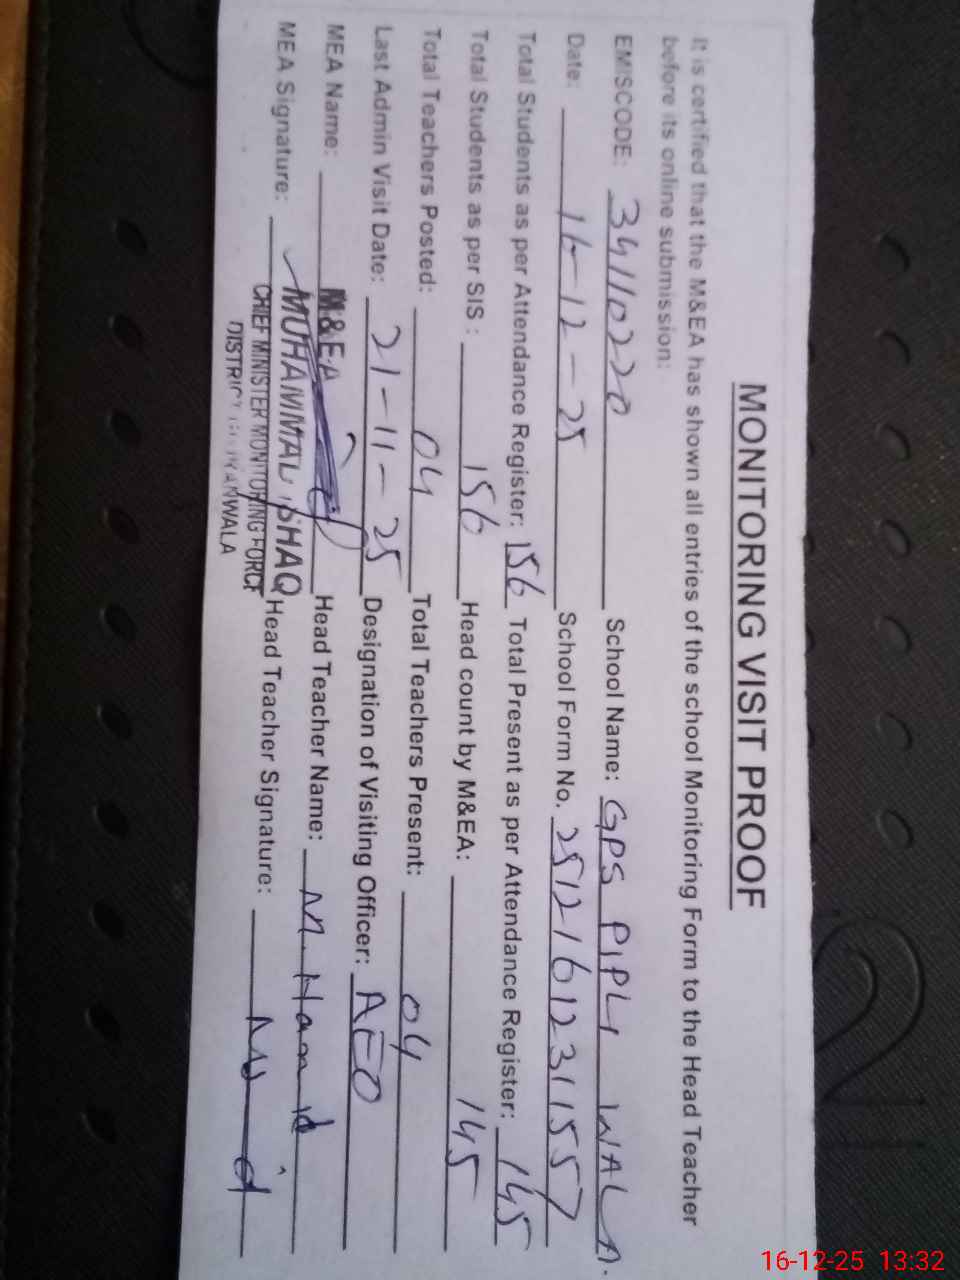 MONITORING VISIT PROOF
It is certified that the M&EA has shown all entries of the school Monitoring Form to the Head Teacher
before its online submission:
EMISCODE: 34110220 School Name: GPS PIPLI WALA.
Date: 16-12-25 School Form No. 2512161231557
Total Students as per Attendance Register: 156 Total Present as per Attendance Register: 145
Total Students as per SIS : 156 Head count by M&EA: 145
Total Teachers Posted: 04 Total Teachers Present: 04
Last Admin Visit Date: 21-11-25 Designation of Visiting Officer: AEO
MEA Name: M&E.A Head Teacher Name: M. Hamid
MEA Signature: MUHAMMAD ISHAQ Head Teacher Signature:
CHIEF MINISTER MONITORING FORCE
16-12-25 13:32